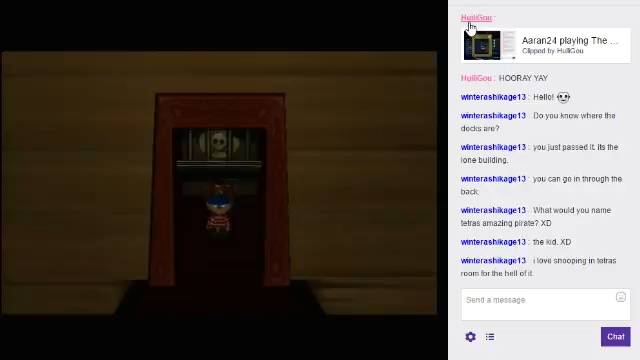 HulliGou :
Aaran24 playing The ...
Clipped by HulliGou
HulliGou : HOORAY YAY
winterashikage13 : Hello!
winterashikage13 : Do you know where the
docks are?
winterashikage13 : you just passed it. Its the
lone building.
winterashikage13 : you can go in through the
back.
winterashikage13 : What would you name
tetras amazing pirate? XD
winterashikage13 : the kid. XD
winterashikage13 : i love snooping in tetras
room for the hell of it.
Send a message
Chat